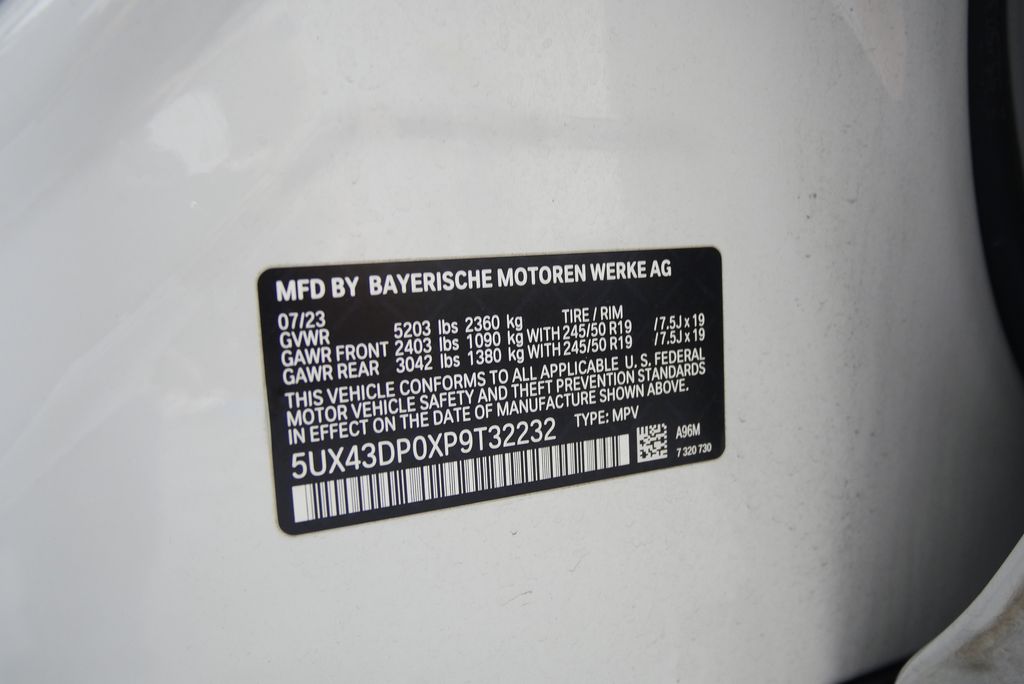 MFD BY BAYERISCHE MOTOREN WERKE AG
07/23
TIRE / RIM
GVWR 5203 lbs 2360 kg
GAWR FRONT 2403 lbs 1090 kg WITH 245/50 R19 /7.5J x 19
GAWR REAR 3042 lbs 1380 kg WITH 245/50 R19 /7.5J x 19
THIS VEHICLE CONFORMS TO ALL APPLICABLE U. S. FEDERAL
MOTOR VEHICLE SAFETY AND THEFT PREVENTION STANDARDS
IN EFFECT ON THE DATE OF MANUFACTURE SHOWN ABOVE.
5UX43DP0XP9T32232 TYPE: MPV
A96M
7 320 730